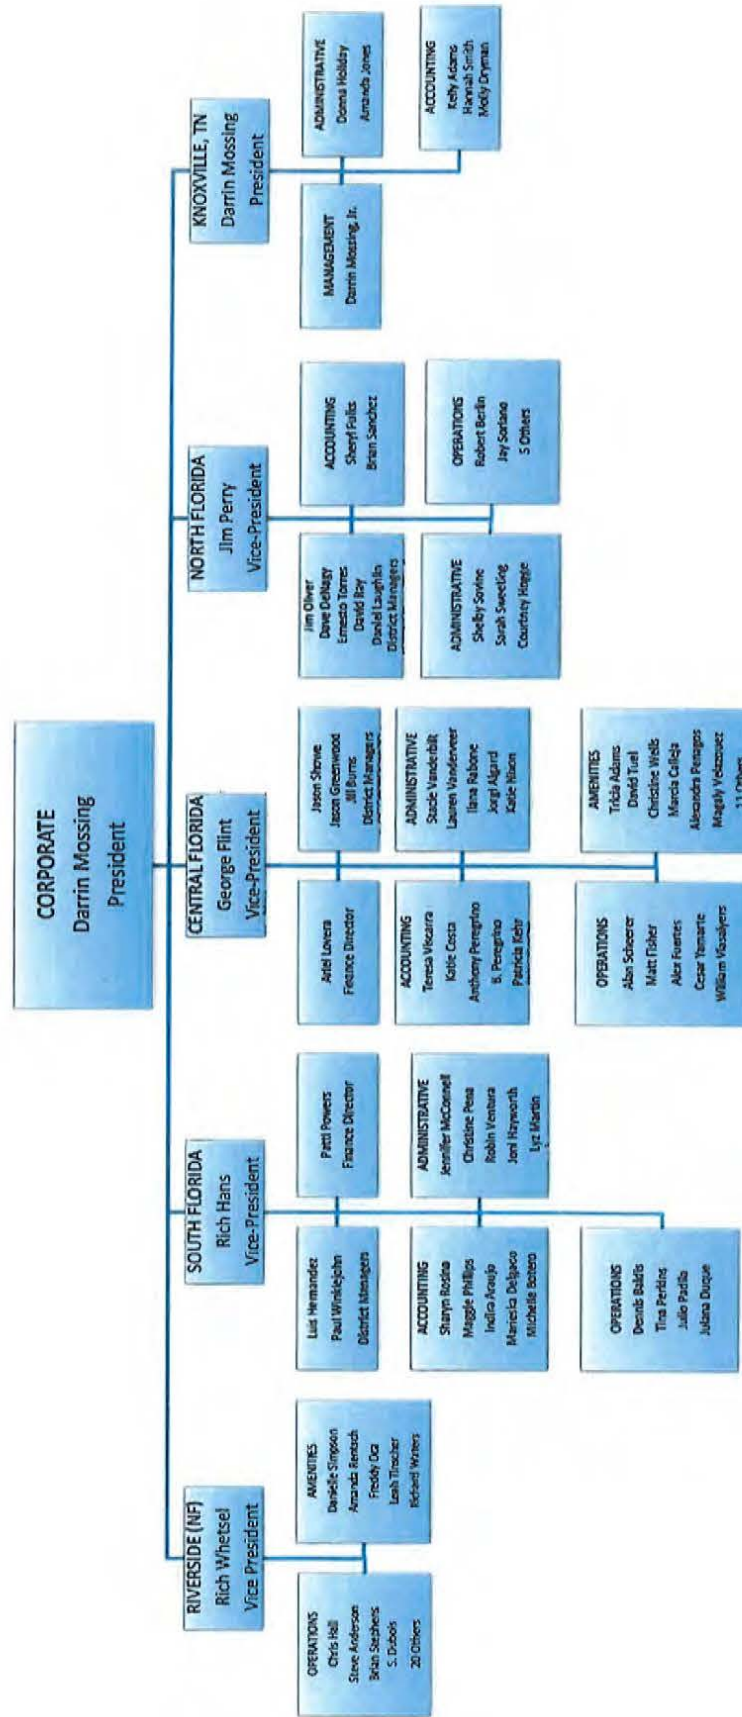 CORPORATE
Darrin Mossing
President
RIVERSIDE (NF)
Rich Whetsel
Vice President
OPERATIONS
Chris Hall
Steve Anderson
Brian Stephens
S. Dubois
20 Others
AMENITIES
Danielle Simpson
Amanda Rentsch
Freddy Oca
Leah Tincher
Richard Waters
SOUTH FLORIDA
Rich Hans
Vice-President
Luis Hernandez
Paul Winklejohn
District Managers
Patti Powers
Finance Director
ACCOUNTING
Sharyn Rosina
Maggie Phillips
Indira Araujo
Marieska Delgado
Michelle Botero
ADMINISTRATIVE
Jennifer McConnell
Christine Pena
Robin Ventura
Joni Hayworth
Lyz Martin
OPERATIONS
Dennis Baldis
Tina Perkins
Julio Padilla
Juliana Duque
CENTRAL FLORIDA
George Flint
Vice-President
Ariel Lovera
Finance Director
Jason Showe
Jason Greenwood
Jill Burns
District Managers
ACCOUNTING
Teresa Viscarra
Katie Costa
Anthony Peregrino
B. Peregrino
Patricia Kehr
ADMINISTRATIVE
Stacie Vanderbilt
Lauren Vanderveer
Ilana Rabone
Jorgi Algard
Katie Nixon
OPERATIONS
Alan Scheerer
Matt Fisher
Alex Fuertes
Cesar Yamarte
William Viasalyers
AMENITIES
Tricia Adams
David Tuel
Christine Wells
Marcia Calleja
Alexandra Penagos
Magaly Velazquez
11 Others
NORTH FLORIDA
Jim Perry
Vice-President
Jim Oliver
Dave DeNagy
Ernesto Torres
David Ray
Daniel Laughlin
District Managers
ACCOUNTING
Sheryl Fulks
Brian Sanchez
ADMINISTRATIVE
Shelby Sovine
Sarah Sweeting
Courtney Hogge
OPERATIONS
Robert Berlin
Jay Soriano
5 Others
KNOXVILLE, TN
Darrin Mossing
President
MANAGEMENT
Darrin Mossing, Jr.
ADMINISTRATIVE
Donna Holiday
Amanda Jones
ACCOUNTING
Kelly Adams
Hannah Smith
Molly Dryman